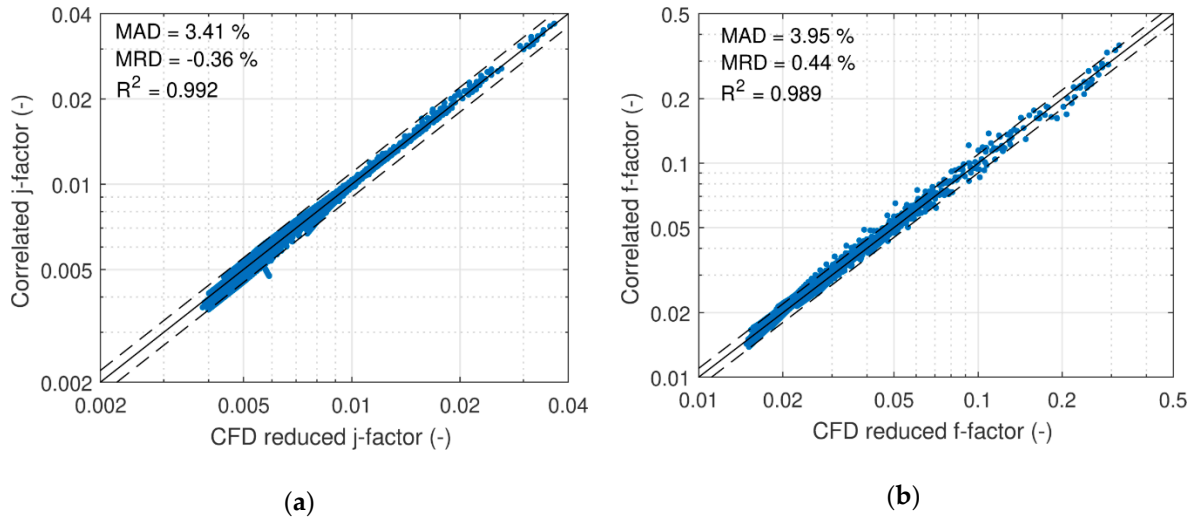 MAD = 3.41 %
MRD = -0.36 %
R² = 0.992
0.04
0.02
0.01
0.005
0.002
Correlated j-factor (-)
0.002 0.005 0.01 0.02 0.04
CFD reduced j-factor (-)
(a)
MAD = 3.95 %
MRD = 0.44 %
R² = 0.989
0.5
0.2
0.1
0.05
0.02
0.01
Correlated f-factor (-)
0.01 0.02 0.05 0.1 0.2 0.5
CFD reduced f-factor (-)
(b)